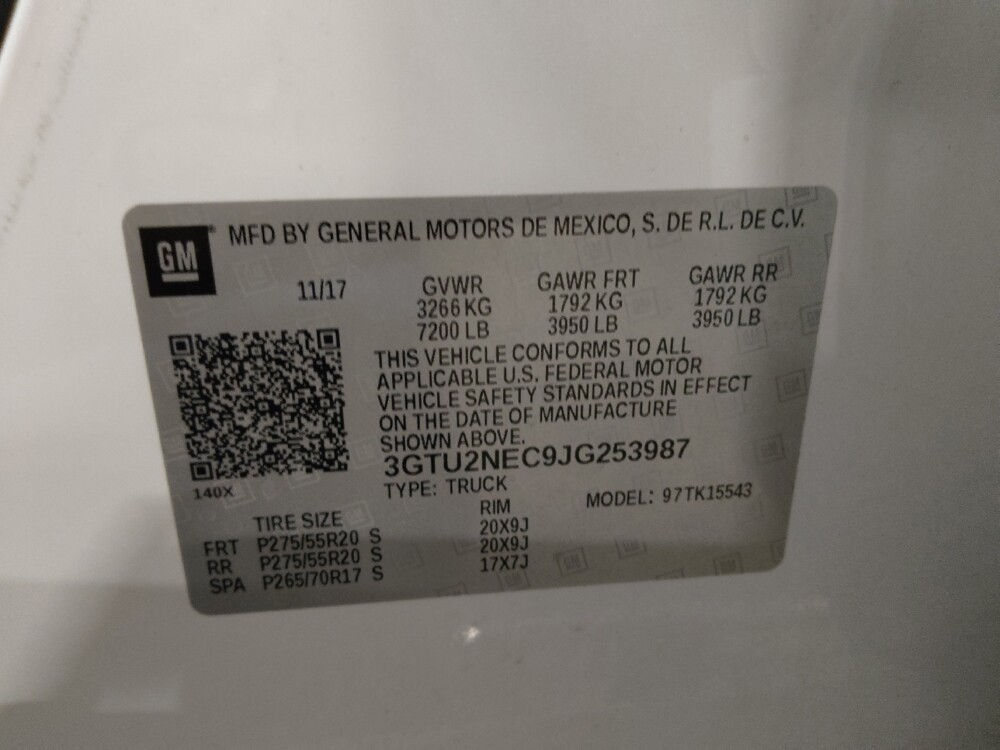 GM® MFD BY GENERAL MOTORS DE MEXICO, S. DE R.L. DE C.V.
11/17 GVWR GAWR FRT GAWR RR
3266 KG 1792 KG 1792 KG
7200 LB 3950 LB 3950 LB
THIS VEHICLE CONFORMS TO ALL
APPLICABLE U.S. FEDERAL MOTOR
VEHICLE SAFETY STANDARDS IN EFFECT
ON THE DATE OF MANUFACTURE
SHOWN ABOVE.
3GTU2NEC9JG253987
140X TYPE: TRUCK MODEL: 97TK15543
TIRE SIZE RIM
FRT P275/55R20 S 20X9J
RR P275/55R20 S 20X9J
SPA P265/70R17 S 17X7J